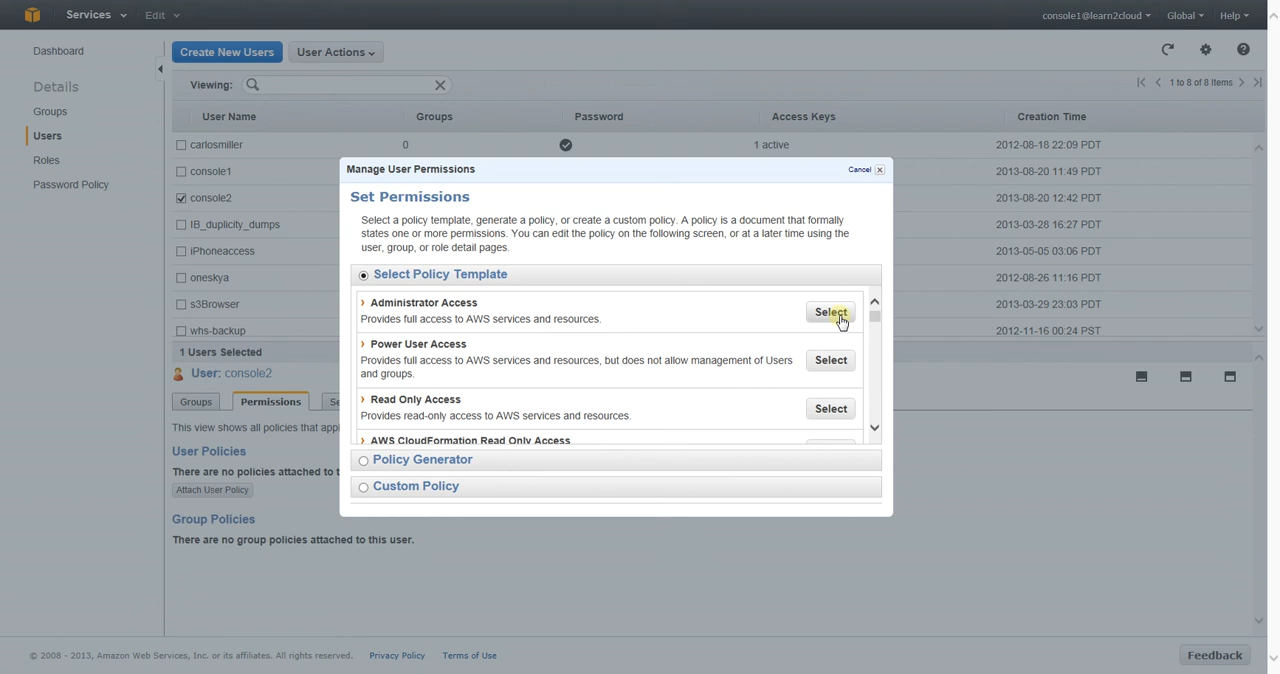 Services Edit console1@learn2cloud Global Help
Dashboard
Details
Groups
Users
Roles
Password Policy
Create New Users User Actions
Viewing: 1 to 8 of 8 Items
User Name Groups Password Access Keys Creation Time
carlosmiller 0 1 active 2012-08-18 22:09 PDT
console1 2013-08-20 11:49 PDT
console2 2013-08-20 12:42 PDT
IB_duplicity_dumps 2013-03-28 16:27 PDT
iPhoneaccess 2013-05-05 03:06 PDT
oneskya 2012-08-26 11:16 PDT
s3Browser 2013-03-29 23:03 PDT
whs-backup 2012-11-16 00:24 PST
Manage User Permissions Cancel
Set Permissions
Select a policy template, generate a policy, or create a custom policy. A policy is a document that formally
states one or more permissions. You can edit the policy on the following screen, or at a later time using the
user, group, or role detail pages.
Select Policy Template
Administrator Access
Provides full access to AWS services and resources.
Select
Power User Access
Provides full access to AWS services and resources, but does not allow management of Users
and groups.
Select
Read Only Access
Provides read-only access to AWS services and resources.
Select
AWS CloudFormation Read Only Access
Policy Generator
Custom Policy
1 Users Selected
User: console2
Groups Permissions Se
This view shows all policies that appl
User Policies
There are no policies attached to t
Attach User Policy
Group Policies
There are no group policies attached to this user.
© 2008 - 2013, Amazon Web Services, Inc. or its affiliates. All rights reserved. Privacy Policy Terms of Use Feedback